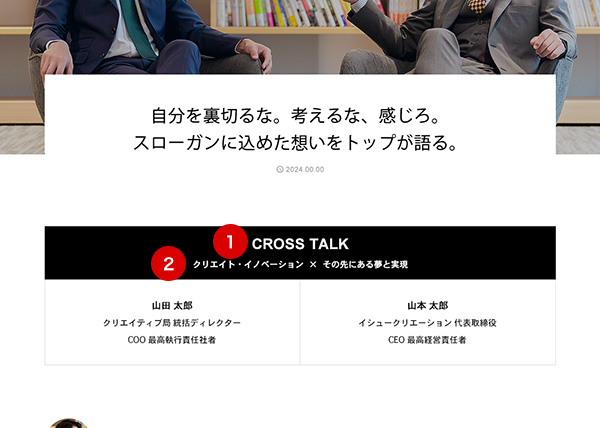 自分を裏切るな。考えるな、感じろ。
スローガンに込めた想いをトップが語る。
2024.00.00
1 CROSS TALK
2 クリエイト・イノベーション × その先にある夢と実現
山田 太郎
クリエイティブ局 統括ディレクター
COO 最高執行責任社者
山本 太郎
イシュークリエーション 代表取締役
CEO 最高経営責任者